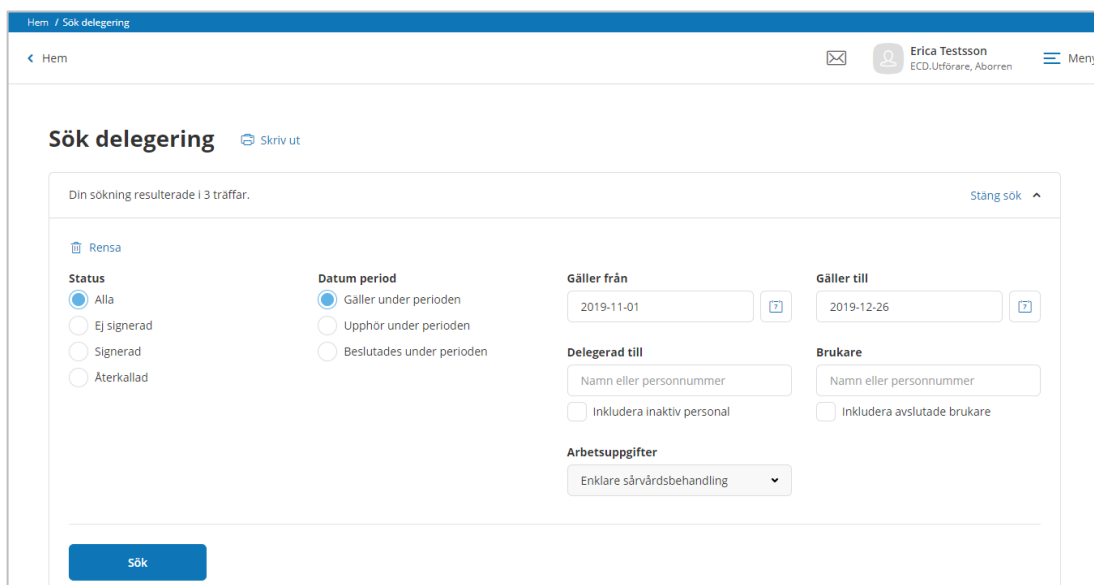 Hem / Sök delegering
Hem
Erica Testsson
ECD.Utförare, Aborren
Meny
Sök delegering
Skriv ut
Din sökning resulterade i 3 träffar.
Stäng sök
Rensa
Status
Alla
Ej signerad
Signerad
Återkallad
Datum period
Gäller under perioden
Upphör under perioden
Beslutades under perioden
Gäller från
2019-11-01
Gäller till
2019-12-26
Delegerad till
Namn eller personnummer
Inkludera inaktiv personal
Brukare
Namn eller personnummer
Inkludera avslutade brukare
Arbetsuppgifter
Enklare sårvårdsbehandling
Sök